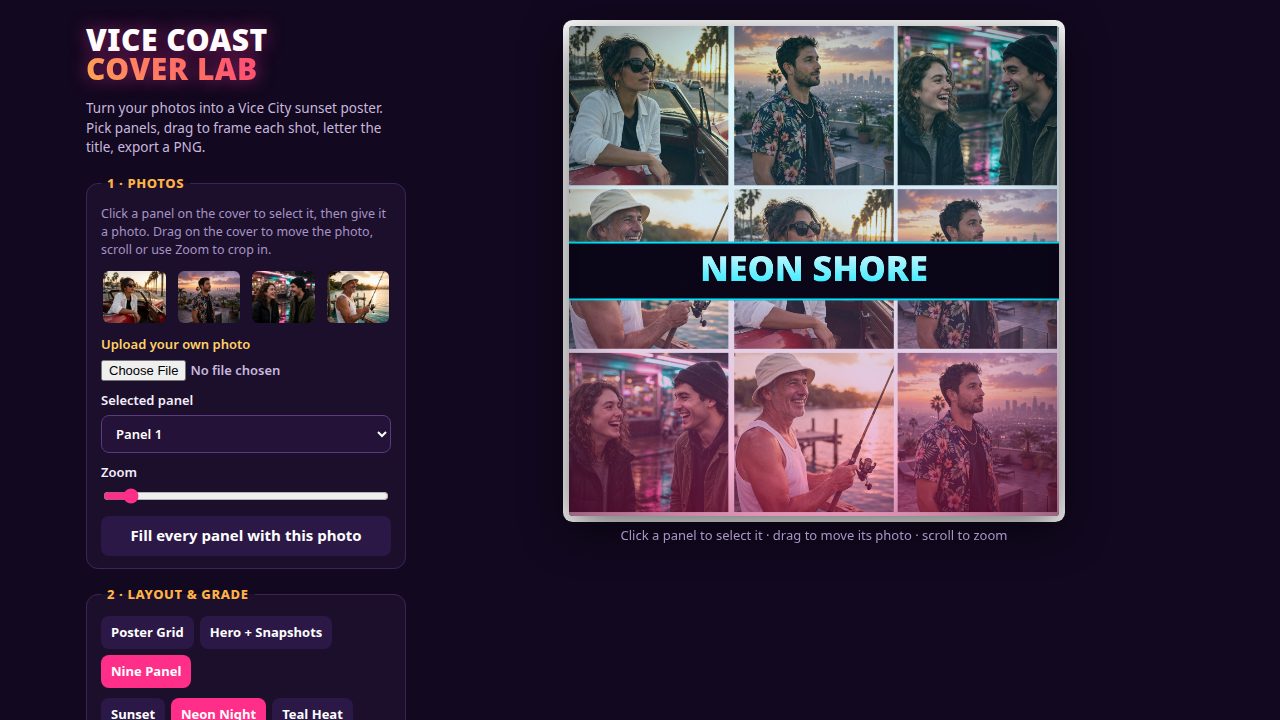 VICE COAST
COVER LAB
Turn your photos into a Vice City sunset poster.
Pick panels, drag to frame each shot, letter the
title, export a PNG.
1 · PHOTOS
Click a panel on the cover to select it, then give it
a photo. Drag on the cover to move the photo,
scroll or use Zoom to crop in.
Upload your own photo
Choose File No file chosen
Selected panel
Panel 1
Zoom
Fill every panel with this photo
2 · LAYOUT & GRADE
Poster Grid Hero + Snapshots
Nine Panel
Sunset Neon Night Teal Heat
NEON SHORE
Click a panel to select it · drag to move its photo · scroll to zoom